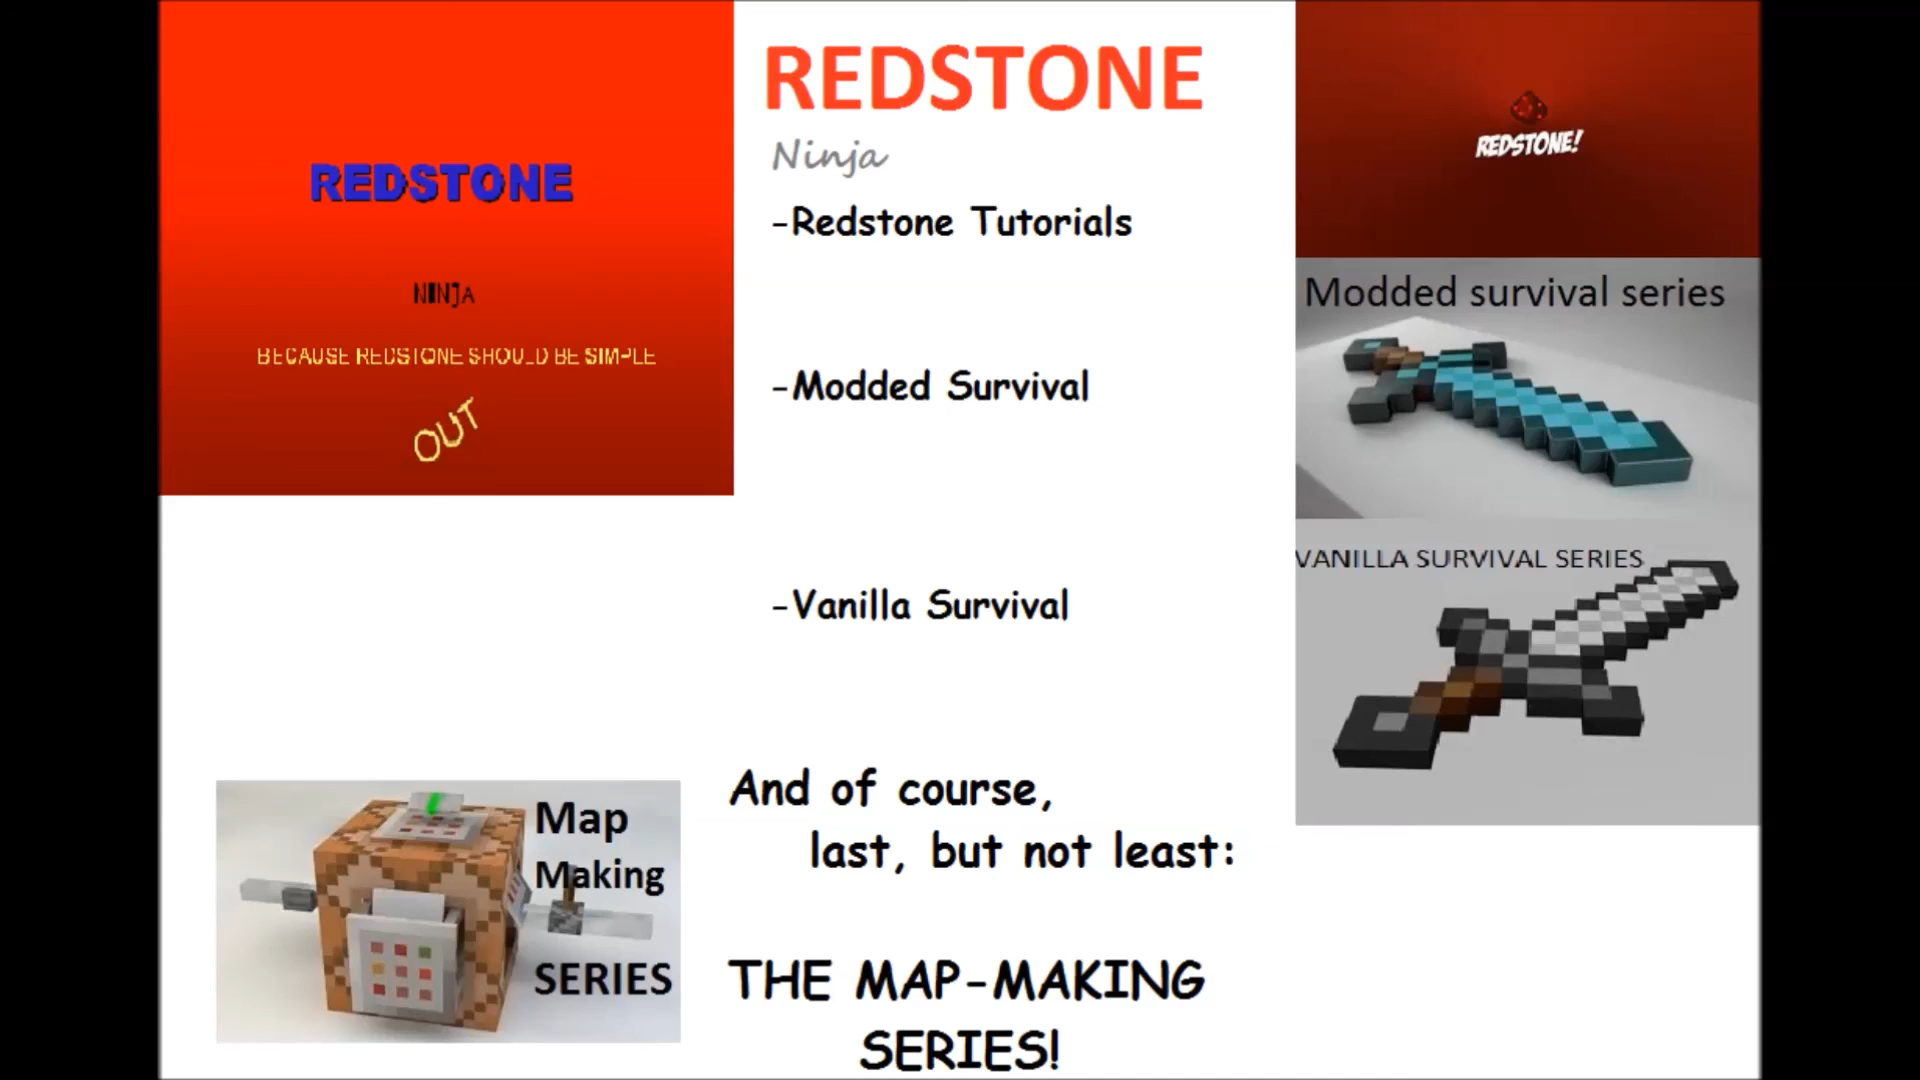 REDSTONE
NINJA
BECAUSE REDSTONE SHOULD BE SIMPLE
OUT
REDSTONE
Ninja
-Redstone Tutorials
-Modded Survival
-Vanilla Survival
And of course,
last, but not least:
THE MAP-MAKING
SERIES!
REDSTONE!
Modded survival series
VANILLA SURVIVAL SERIES
Map
Making
SERIES